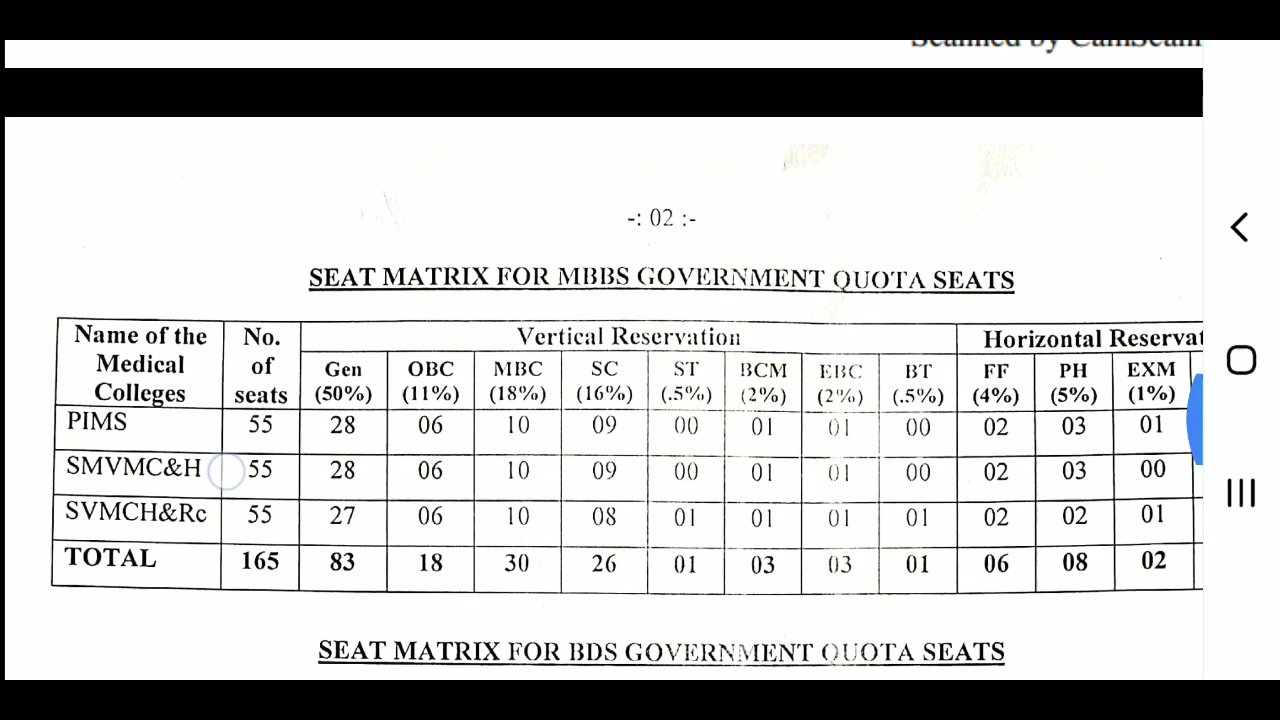 Scanned by CamScan
-: 02 :-
SEAT MATRIX FOR MBBS GOVERNMENT QUOTA SEATS
Name of the Medical Colleges No. of seats Vertical Reservation Horizontal Reservat
Gen (50%) OBC (11%) MBC (18%) SC (16%) ST (.5%) BCM (2%) EBC (2%) BT (.5%) FF (4%) PH (5%) EXM (1%)
PIMS 55 28 06 10 09 00 01 01 00 02 03 01
SMVMC&H 55 28 06 10 09 00 01 01 00 02 03 00
SVMCH&Rc 55 27 06 10 08 01 01 01 01 02 02 01
TOTAL 165 83 18 30 26 01 03 03 01 06 08 02
SEAT MATRIX FOR BDS GOVERNMENT QUOTA SEATS